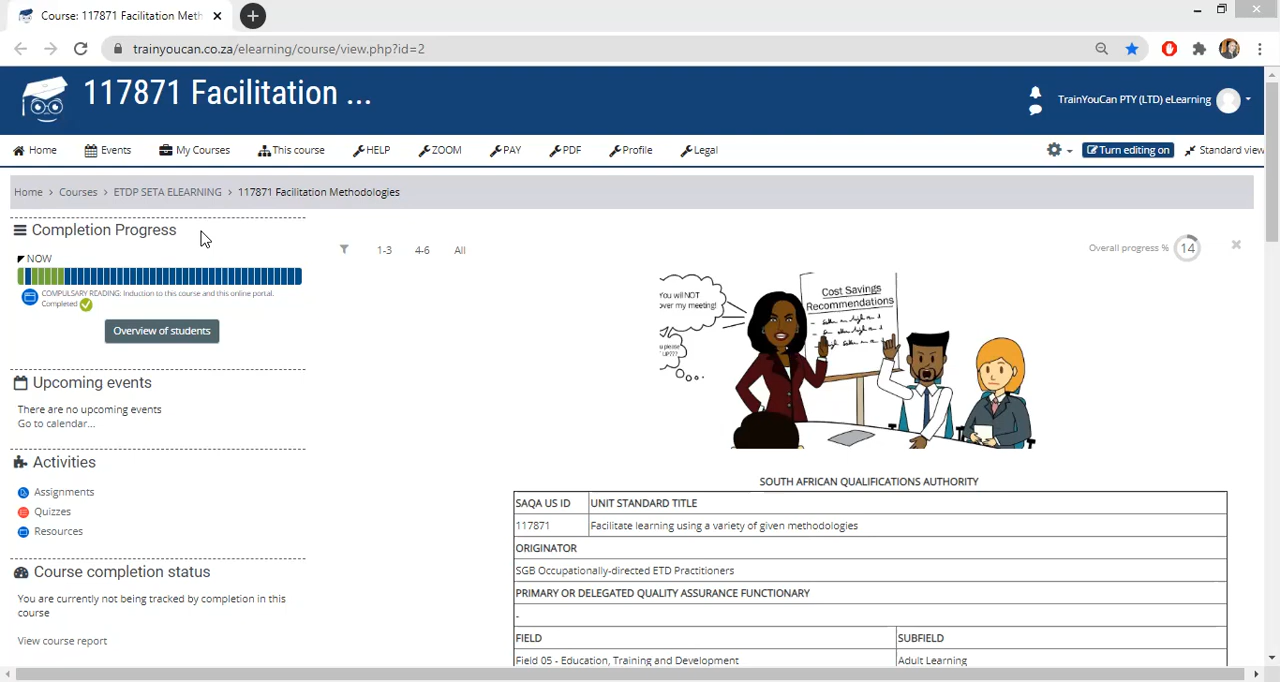 Course: 117871 Facilitation Meth
trainyoucan.co.za/elearning/course/view.php?id=2
117871 Facilitation ...
TrainYouCan PTY (LTD) eLearning
Home Events My Courses This course HELP ZOOM PAY PDF Profile Legal Turn editing on Standard view
Home > Courses > ETDP SETA ELEARNING > 117871 Facilitation Methodologies
Completion Progress
1-3 4-6 All
Overall progress % 14
NOW
COMPULSARY READING: Induction to this course and this online portal.
Completed
Overview of students
You will NOT
over my meeting!
UP???
Cost Savings
Recommendations
Upcoming events
There are no upcoming events
Go to calendar...
Activities
Assignments
Quizzes
Resources
Course completion status
You are currently not being tracked by completion in this
course
View course report
SOUTH AFRICAN QUALIFICATIONS AUTHORITY
SAQA US ID UNIT STANDARD TITLE
117871 Facilitate learning using a variety of given methodologies
ORIGINATOR
SGB Occupationally-directed ETD Practitioners
PRIMARY OR DELEGATED QUALITY ASSURANCE FUNCTIONARY
-
FIELD SUBFIELD
Field 05 - Education, Training and Development Adult Learning